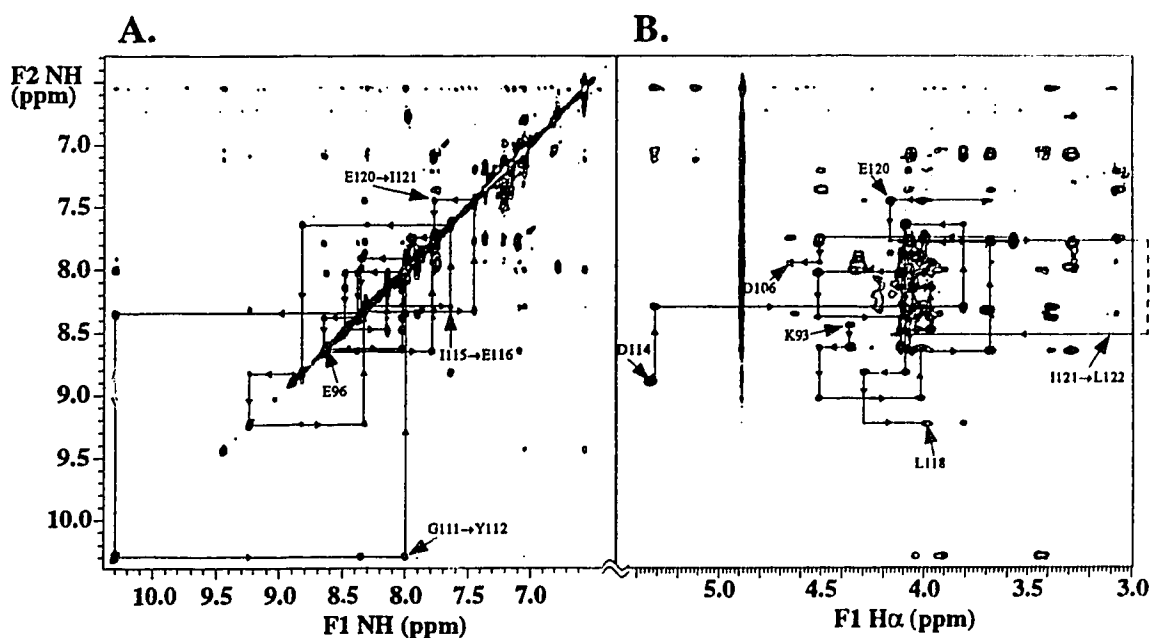 A.
B.
F2 NH
(ppm)
7.0
7.5
8.0
8.5
9.0
9.5
10.0
E120→I121
I115→E116
E96
G111→Y112
E120
D106
K93
D114
I121→L122
L118
10.0 9.5 9.0 8.5 8.0 7.5 7.0
5.0 4.5 4.0 3.5 3.0
F1 NH (ppm)
F1 Hα (ppm)